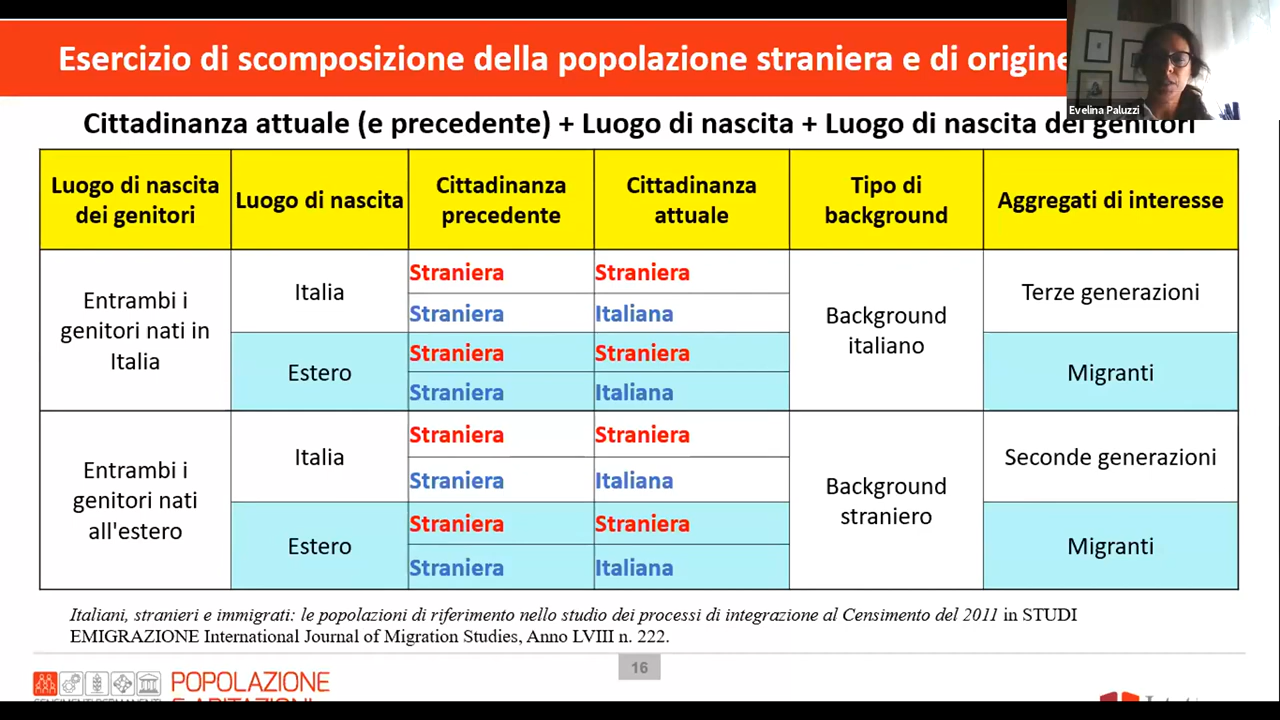 Esercizio di scomposizione della popolazione straniera e di origine
Evelina Paluzzi
Cittadinanza attuale (e precedente) + Luogo di nascita + Luogo di nascita dei genitori
Luogo di nascita
dei genitori
Luogo di nascita
Cittadinanza
precedente
Cittadinanza
attuale
Tipo di
background
Aggregati di interesse
Entrambi i
genitori nati in
Italia
Italia
Straniera
Straniera
Straniera
Italiana
Background
italiano
Terze generazioni
Estero
Straniera
Straniera
Straniera
Italiana
Migranti
Entrambi i
genitori nati
all'estero
Italia
Straniera
Straniera
Straniera
Italiana
Background
straniero
Seconde generazioni
Estero
Straniera
Straniera
Straniera
Italiana
Migranti
Italiani, stranieri e immigrati: le popolazioni di riferimento nello studio dei processi di integrazione al Censimento del 2011 in STUDI
EMIGRAZIONE International Journal of Migration Studies, Anno LVIII n. 222.
16
POPOLAZIONE
E ABITAZIONI